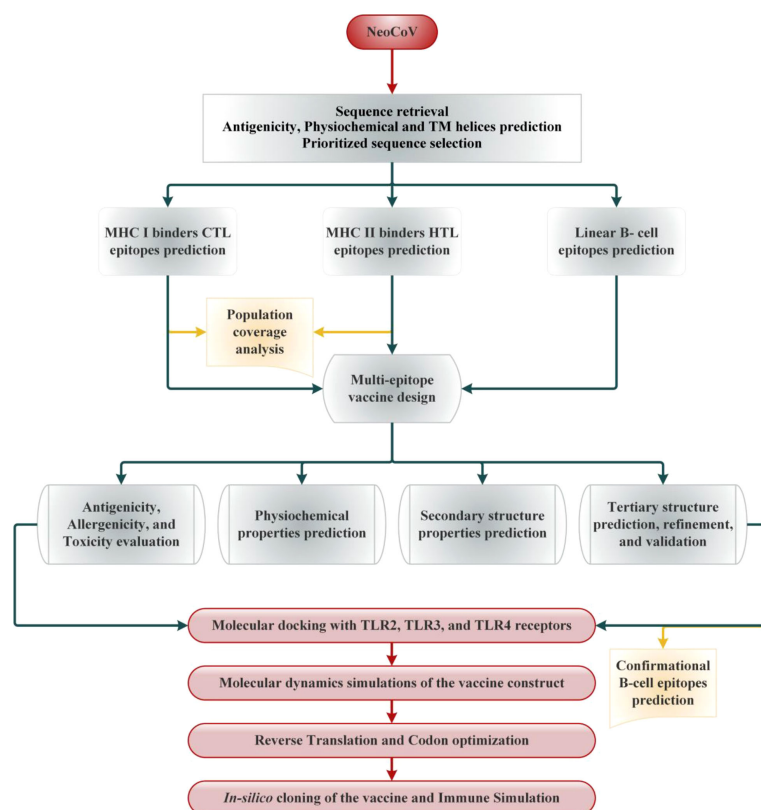 NeoCoV
Sequence retrieval
Antigenicity, Physiochemical and TM helices prediction
Prioritized sequence selection
MHC I binders CTL
epitopes prediction
MHC II binders HTL
epitopes prediction
Linear B- cell
epitopes prediction
Population
coverage
analysis
Multi-epitope
vaccine design
Antigenicity,
Allergenicity, and
Toxicity evaluation
Physiochemical
properties prediction
Secondary structure
properties prediction
Tertiary structure
prediction, refinement,
and validation
Molecular docking with TLR2, TLR3, and TLR4 receptors
Confirmational
B-cell epitopes
prediction
Molecular dynamics simulations of the vaccine construct
Reverse Translation and Codon optimization
In-silico cloning of the vaccine and Immune Simulation